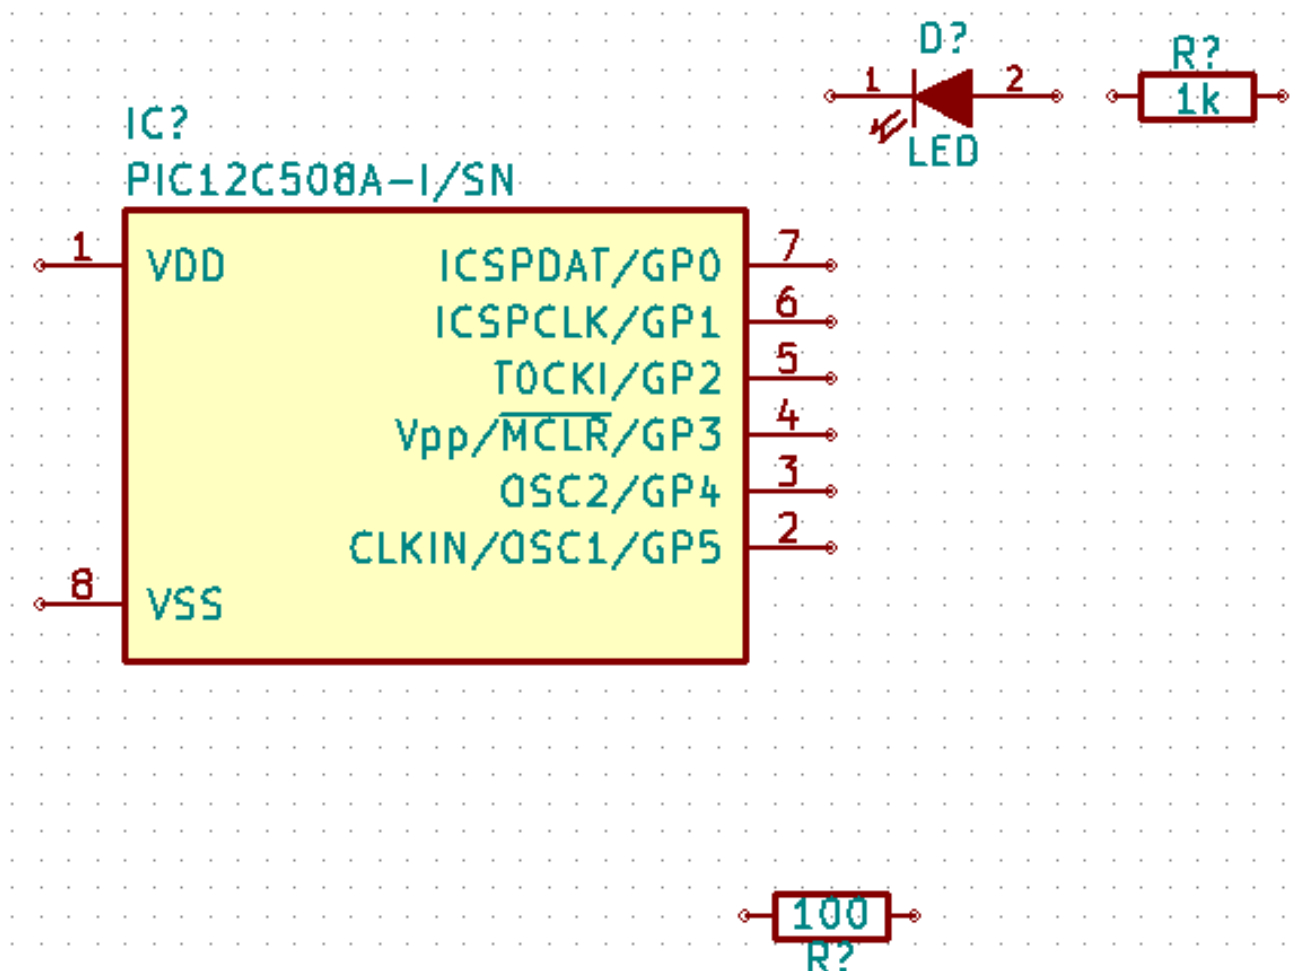 D?
1 2
LED
R?
1k
IC?
PIC12C508A-I/SN
1 VDD
ICSPDAT/GP0 7
ICSPCLK/GP1 6
T0CKI/GP2 5
Vpp/MCLR/GP3 4
OSC2/GP4 3
CLKIN/OSC1/GP5 2
8 VSS
100
R?